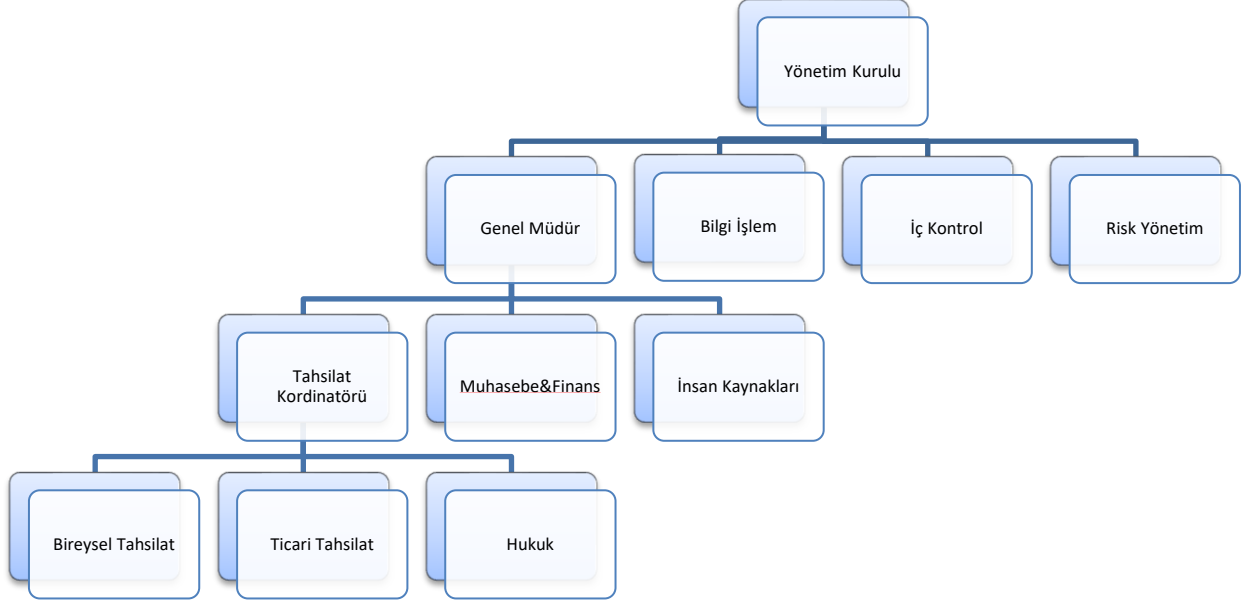 Yönetim Kurulu
Genel Müdür
Bilgi İşlem
İç Kontrol
Risk Yönetim
Tahsilat
Kordinatörü
Muhasebe&Finans
İnsan Kaynakları
Bireysel Tahsilat
Ticari Tahsilat
Hukuk